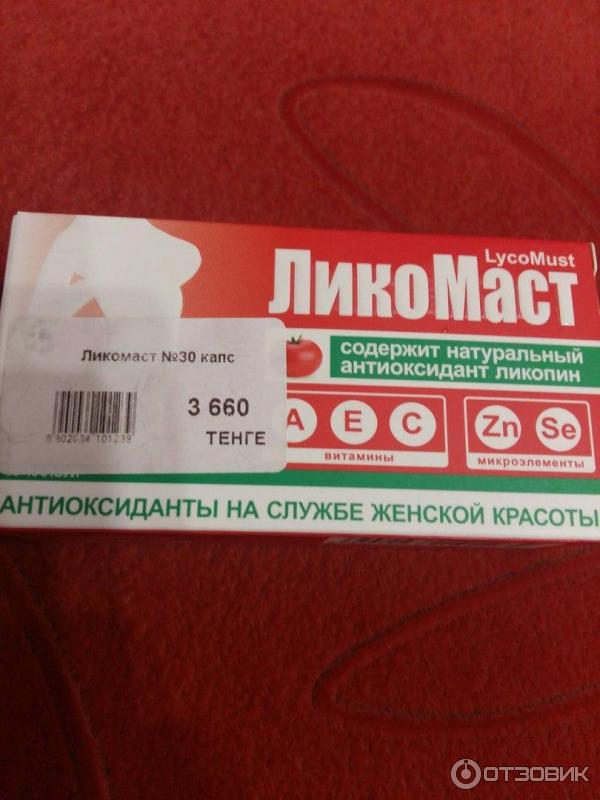 LycoMust
ЛикоМаст
содержит натуральный
антиоксидант ликопин
Ликомаст №30 капс
3 660
ТЕНГЕ
A E C
витамины
Zn Se
микроэлементы
АНТИОКСИДАНТЫ НА СЛУЖБЕ ЖЕНСКОЙ КРАСОТЫ
ОТЗОВИК